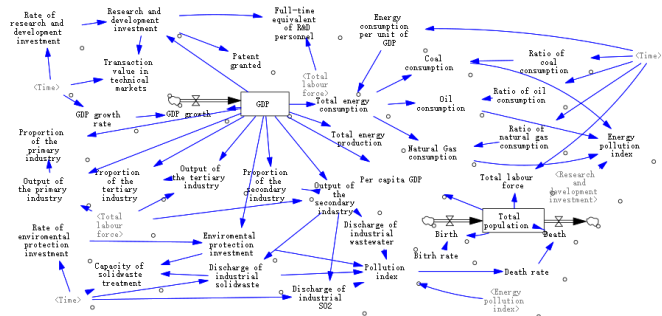 Rate of
research and
development
investment
Research and
development
investment
Full-time
equivalent
of R&D
personnel
Energy
consumption
per unit of
GDP
Coal
consumption
Ratio of
coal
consumption
<Time>
<Time>
Transaction
value in
technical
markets
Patent
granted
<Total
labour
force>
GDP
growth
rate
GDP growth
GDP
Total energy
consumption
Oil
consumption
Ratio of oil
consumption
Proportion
of the
primary
industry
Total energy
production
Natural Gas
consumption
Ratio of
natural gas
consumption
Energy
pollution
index
Output of
the primary
industry
Proportion
of the
tertiary
industry
Output of
the tertiary
industry
Proportion
of the
secondary
industry
Output of
the
secondary
industry
Per capita GDP
Total labour
force
<Research
and
development
investment>
<Total
labour
force>
Rate of
enviromental
protection
investment
Enviromental
protection
investment
Discharge of
industrial
wastewater
Total
population
Birth
Death
Bitrh rate
Capacity of
solidwaste
treatment
Discharge of
industrial
solidwaste
Pollution
index
Death rate
<Time>
Discharge of
industrial
SO2
<Energy
pollution
index>